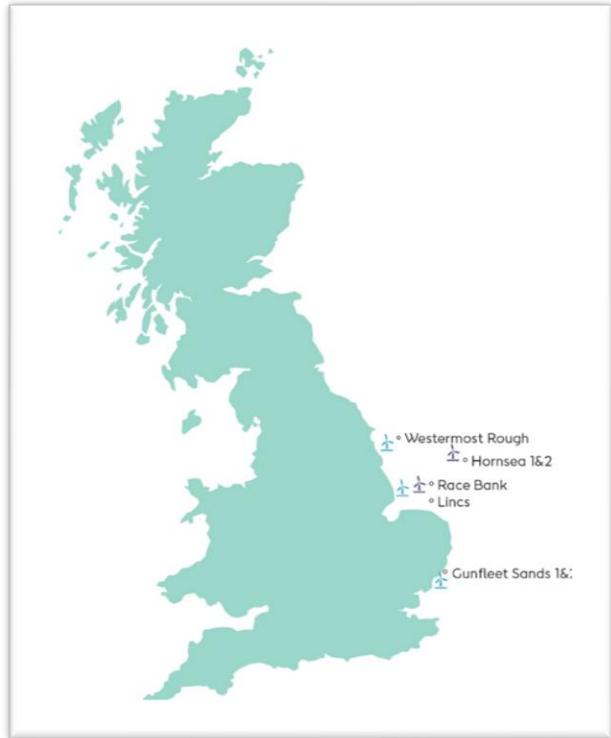 Westermost Rough
Hornsea 1&2
Race Bank
Lincs
Gunfleet Sands 1&